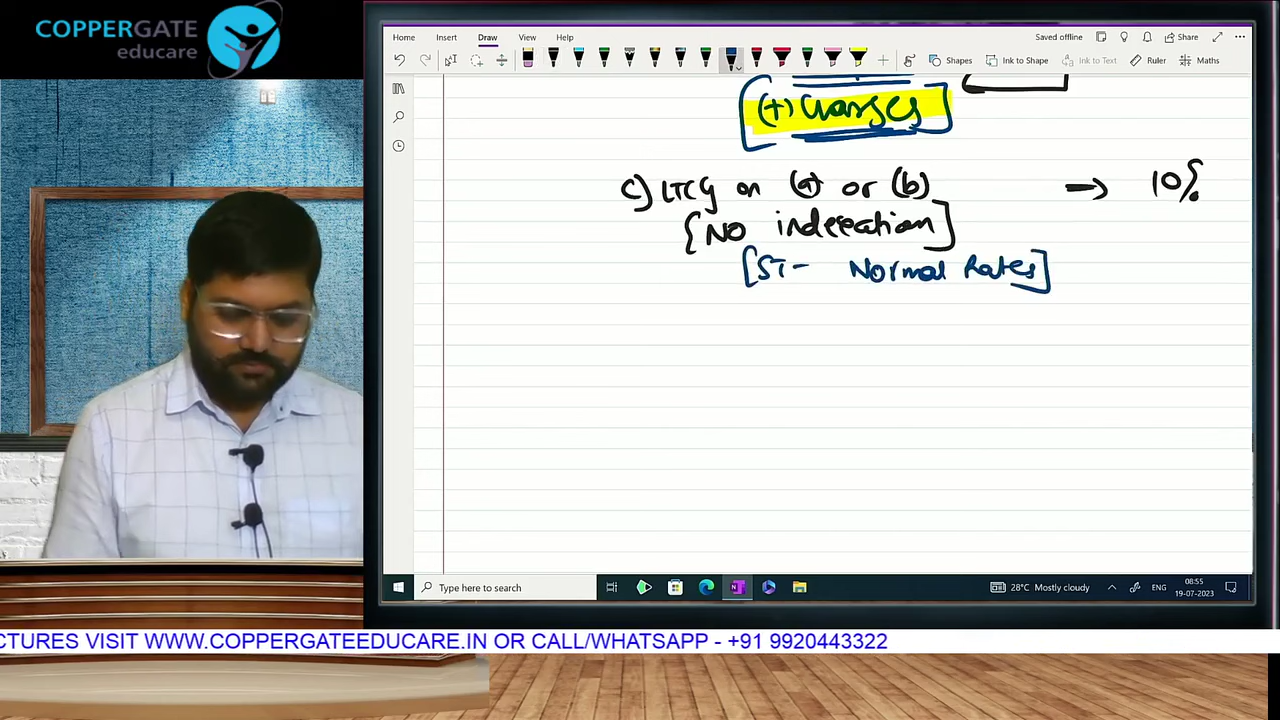 COPPERGATE
educare
Home Insert Draw View Help
Saved offline
Share
Shapes
Ink to Shape
Ink to Text
Ruler
Maths
(+) Charges
c) LTCG on (a) or (b) → 10%
{No indexation]
[ST- Normal Rates]
Type here to search
28°C Mostly cloudy
ENG
08:55
19-07-2023
CTURES VISIT WWW.COPPERGATEEDUCARE.IN OR CALL/WHATSAPP - +91 9920443322